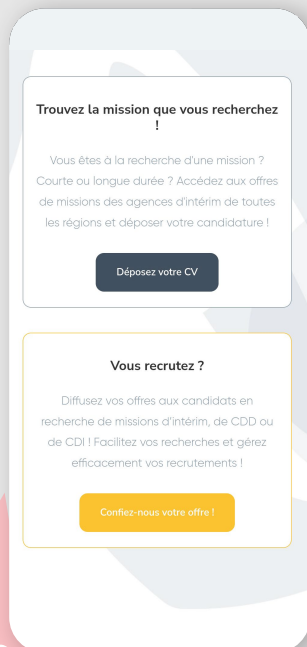 Trouvez la mission que vous recherchez
!
Vous êtes à la recherche d'une mission ?
Courte ou longue durée ? Accédez aux offres
de missions des agences d'intérim de toutes
les régions et déposer votre candidature !
Déposez votre CV
Vous recrutez ?
Diffusez vos offres aux candidats en
recherche de missions d'intérim, de CDD ou
de CDI ! Facilitez vos recherches et gérez
efficacement vos recrutements !
Confiez-nous votre offre !